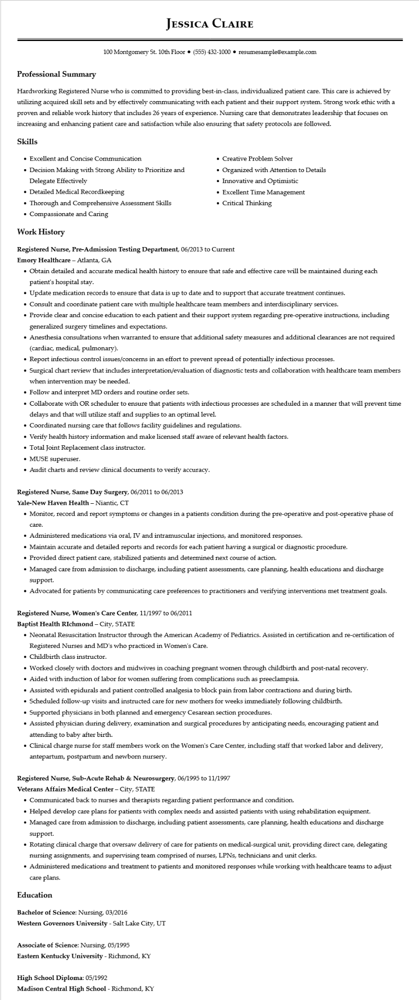 Jessica Claire
100 Montgomery St. 10th Floor ● (555) 432-1000 ● resumesample@example.com
Professional Summary
Hardworking Registered Nurse who is committed to providing best-in-class, individualized patient care. This care is achieved by
utilizing acquired skill sets and by effectively communicating with each patient and their support system. Strong work ethic with a
proven and reliable work history that includes 26 years of experience. Nursing care that demonstrates leadership that focuses on
increasing and enhancing patient care and satisfaction while also ensuring that safety protocols are followed.
Skills
• Excellent and Concise Communication
• Decision Making with Strong Ability to Prioritize and
Delegate Effectively
• Detailed Medical Recordkeeping
• Thorough and Comprehensive Assessment Skills
• Compassionate and Caring
• Creative Problem Solver
• Organized with Attention to Details
• Innovative and Optimistic
• Excellent Time Management
• Critical Thinking
Work History
Registered Nurse, Pre-Admission Testing Department, 06/2013 to Current
Emory Healthcare – Atlanta, GA
• Obtain detailed and accurate medical health history to ensure that safe and effective care will be maintained during each
patient's hospital stay.
• Update medication records to ensure that data is up to date and to support that accurate treatment continues.
• Consult and coordinate patient care with multiple healthcare team members and interdisciplinary services.
• Provide clear and concise education to each patient and their support system regarding pre-operative instructions, including
generalized surgery timelines and expectations.
• Anesthesia consultations when warranted to ensure that additional safety measures and additional clearances are not required
(cardiac, medical, pulmonary).
• Report infectious control issues/concerns in an effort to prevent spread of potentially infectious processes.
• Surgical chart review that includes interpretation/evaluation of diagnostic tests and collaboration with healthcare team members
when intervention may be needed.
• Follow and interpret MD orders and routine order sets.
• Collaborate with OR scheduler to ensure that patients with infectious processes are scheduled in a manner that will prevent time
delays and that will utilize staff and supplies to an optimal level.
• Coordinated nursing care that follows facility guidelines and regulations.
• Verify health history information and make licensed staff aware of relevant health factors.
• Total Joint Replacement class instructor.
• MUSE superuser.
• Audit charts and review clinical documents to verify accuracy.
Registered Nurse, Same Day Surgery, 06/2011 to 06/2013
Yale-New Haven Health – Niantic, CT
• Monitor, record and report symptoms or changes in a patients condition during the pre-operative and post-operative phase of
care.
• Administered medications via oral, IV and intramuscular injections, and monitored responses.
• Maintain accurate and detailed reports and records for each patient having a surgical or diagnostic procedure.
• Provided direct patient care, stabilized patients and determined next course of action.
• Managed care from admission to discharge, including patient assessments, care planning, health educations and discharge
support.
• Advocated for patients by communicating care preferences to practitioners and verifying interventions met treatment goals.
Registered Nurse, Women's Care Center, 11/1997 to 06/2011
Baptist Health RIchmond – City, STATE
• Neonatal Resuscitation Instructor through the American Academy of Pediatrics. Assisted in certification and re-certification of
Registered Nurses and MD's who practiced in Women's Care.
• Childbirth class instructor.
• Worked closely with doctors and midwives in coaching pregnant women through childbirth and post-natal recovery.
• Aided with induction of labor for women suffering from complications such as preeclampsia.
• Assisted with epidurals and patient controlled analgesia to block pain from labor contractions and during birth.
• Scheduled follow-up visits and instructed care for new mothers for weeks immediately following childbirth.
• Supported physicians in both planned and emergency Cesarean section procedures.
• Assisted physician during delivery, examination and surgical procedures by anticipating needs, encouraging patient and
attending to baby after birth.
• Clinical charge nurse for staff members work on the Women's Care Center, including staff that worked labor and delivery,
antepartum, postpartum and newborn nursery.
Registered Nurse, Sub-Acute Rehab & Neurosurgery, 06/1995 to 11/1997
Veterans Affairs Medical Center – City, STATE
• Communicated back to nurses and therapists regarding patient performance and condition.
• Helped develop care plans for patients with complex needs and assisted patients with using rehabilitation equipment.
• Managed care from admission to discharge, including patient assessments, care planning, health educations and discharge
support.
• Rotating clinical charge that oversaw delivery of care for patients on medical-surgical unit, providing direct care, delegating
nursing assignments, and supervising team comprised of nurses, LPNs, technicians and unit clerks.
• Administered medications and treatment to patients and monitored responses while working with healthcare teams to adjust
care plans.
Education
Bachelor of Science: Nursing, 03/2016
Western Governors University - Salt Lake City, UT
Associate of Science: Nursing, 05/1995
Eastern Kentucky University - Richmond, KY
High School Diploma: 05/1992
Madison Central High School - Richmond, KY